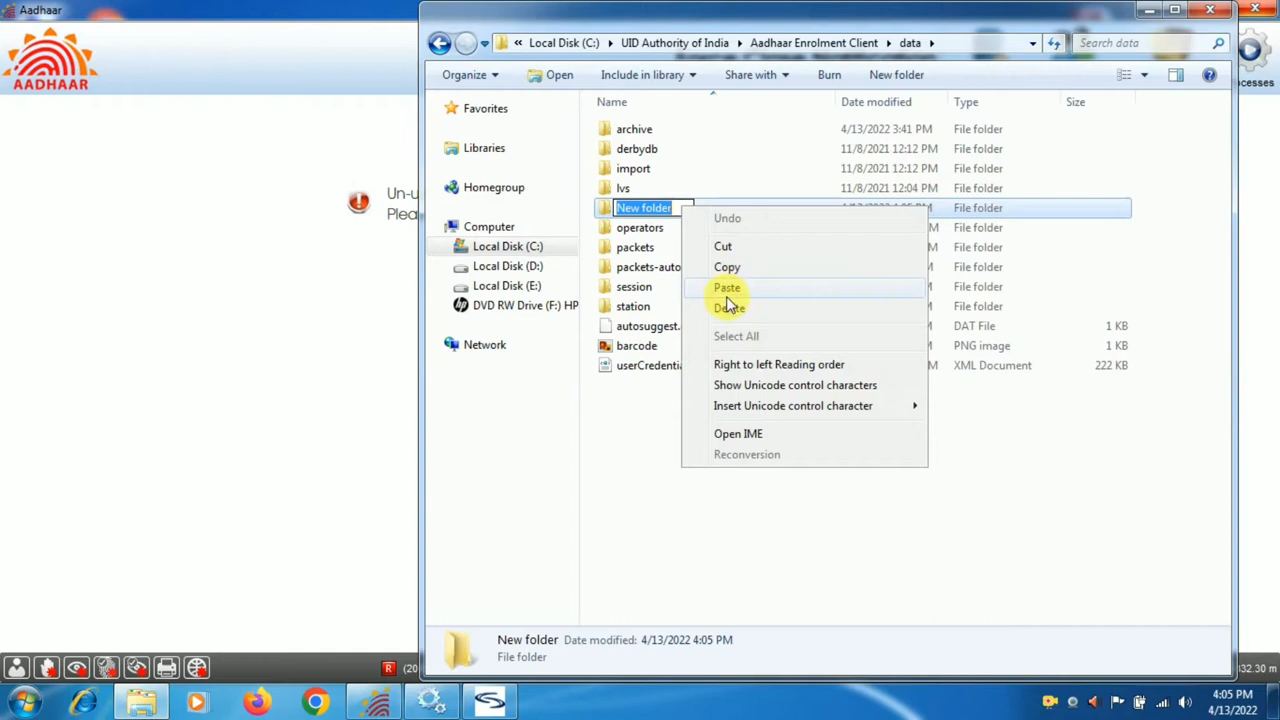 Aadhaar
AADHAAR
Un-u
Plea
« Local Disk (C:) UID Authority of India Aadhaar Enrolment Client data
Search data
ocesses
Organize Open Include in library Share with Burn New folder
Favorites
Libraries
Homegroup
Computer
Local Disk (C:)
Local Disk (D:)
Local Disk (E:)
DVD RW Drive (F:) HP
Network
Name Date modified Type Size
archive 4/13/2022 3:41 PM File folder
derbydb 11/8/2021 12:12 PM File folder
import 11/8/2021 12:12 PM File folder
lvs 11/8/2021 12:04 PM File folder
New folder File folder
operators M File folder
packets M File folder
packets-auto M File folder
session M File folder
station M File folder
autosuggest. M DAT File 1 KB
barcode M PNG image 1 KB
userCredentia M XML Document 222 KB
Undo
Cut
Copy
Paste
Delete
Select All
Right to left Reading order
Show Unicode control characters
Insert Unicode control character
Open IME
Reconversion
New folder Date modified: 4/13/2022 4:05 PM
File folder
R (20
32.30 m
4:05 PM
4/13/2022